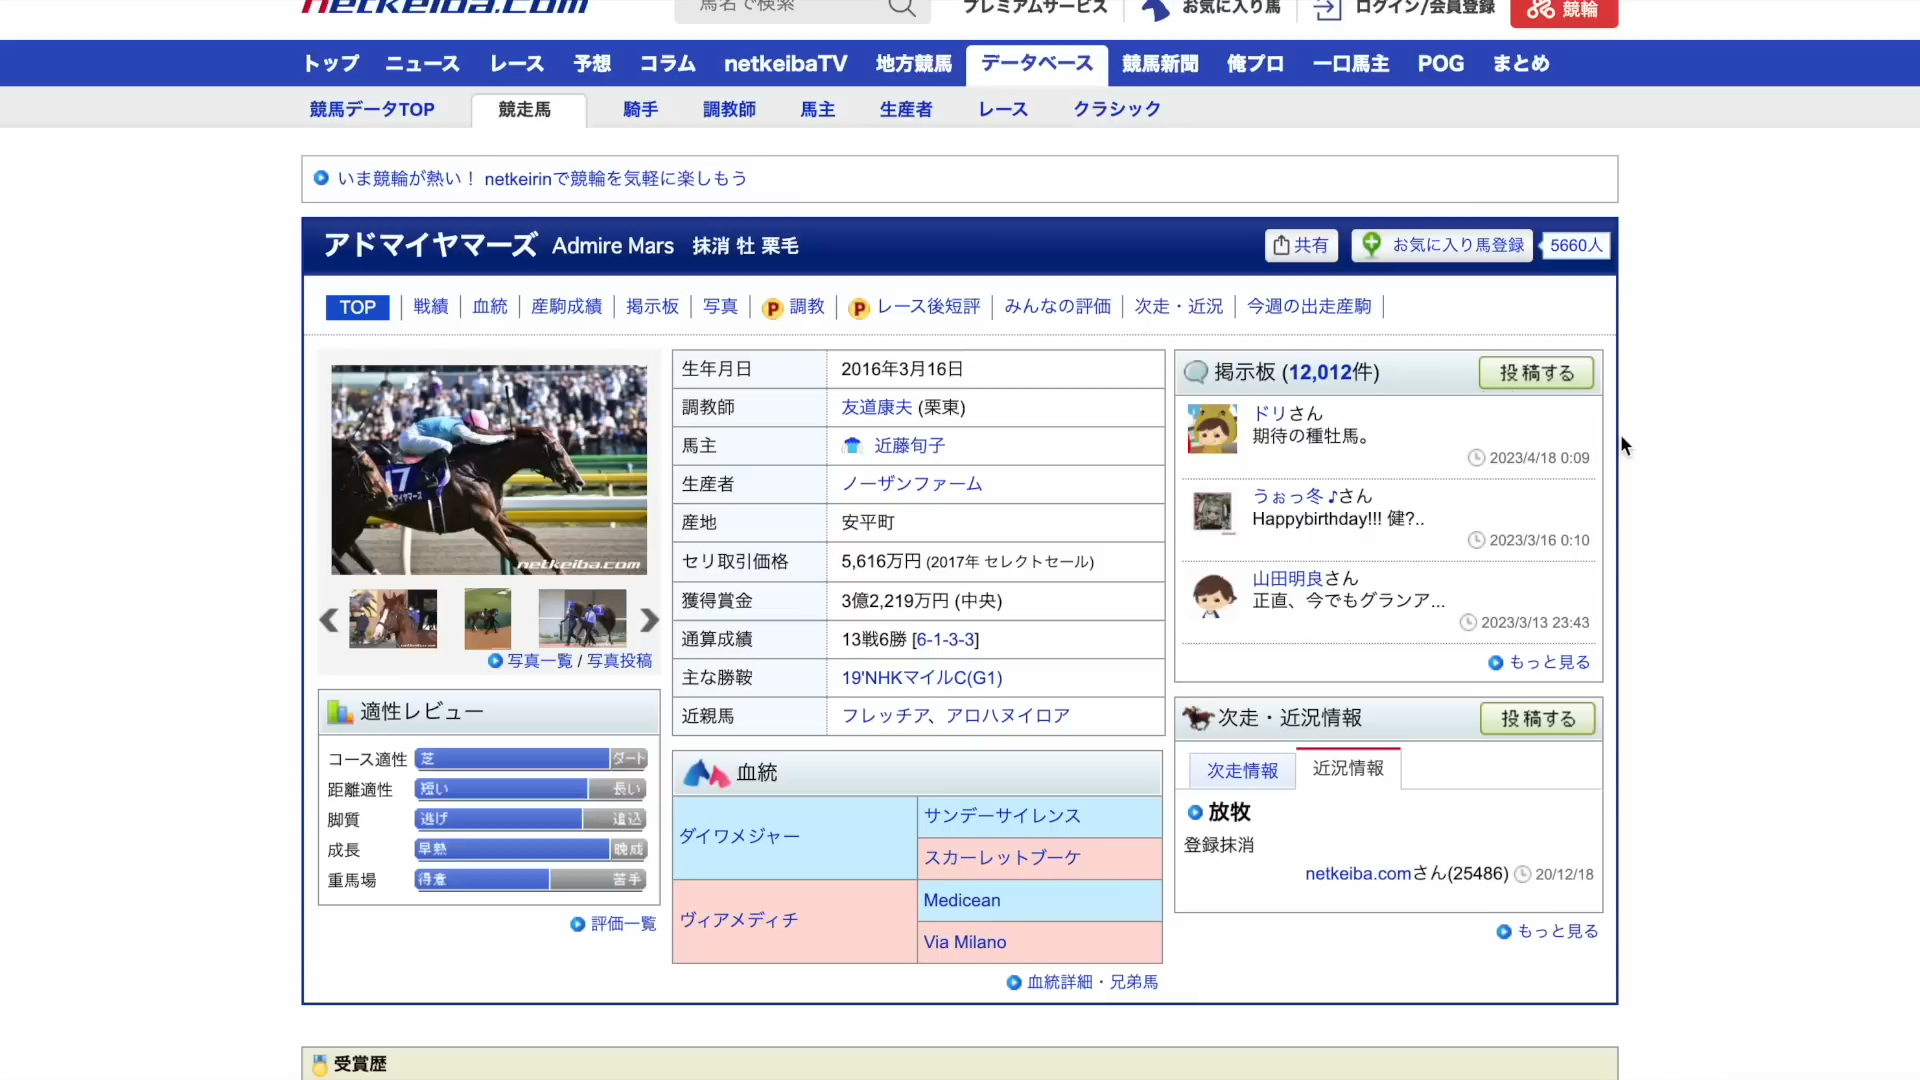 netkeiba.com
馬名で検索
プレミアムサービス
お気に入り馬
ログイン/会員登録
競輪
トップ ニュース レース 予想 コラム netkeibaTV 地方競馬 データベース 競馬新聞 俺プロ 一口馬主 POG まとめ
競馬データTOP 競走馬 騎手 調教師 馬主 生産者 レース クラシック
いま競輪が熱い！ netkeirinで競輪を気軽に楽しもう
アドマイヤマーズ Admire Mars 抹消 牡 栗毛
共有
お気に入り馬登録
5660人
TOP 戦績 血統 産駒成績 掲示板 写真 P 調教 P レース後短評 みんなの評価 次走・近況 今週の出走産駒
17
netkeiba.com
写真一覧 / 写真投稿
適性レビュー
コース適性 芝 ダート
距離適性 短い 長い
脚質 逃げ 追込
成長 早熟 晩成
重馬場 得意 苦手
評価一覧
生年月日 2016年3月16日
調教師 友道康夫 (栗東)
馬主 近藤旬子
生産者 ノーザンファーム
産地 安平町
セリ取引価格 5,616万円 (2017年 セレクトセール)
獲得賞金 3億2,219万円 (中央)
通算成績 13戦6勝 [6-1-3-3]
主な勝鞍 19'NHKマイルC(G1)
近親馬 フレッチア、アロハヌイロア
血統
ダイワメジャー
サンデーサイレンス
スカーレットブーケ
ヴィアメディチ
Medicean
Via Milano
血統詳細・兄弟馬
掲示板 (12,012件)
投稿する
ドリさん
期待の種牡馬。
2023/4/18 0:09
うぉっ冬♪さん
Happybirthday!!! 健?..
2023/3/16 0:10
山田明良さん
正直、今でもグランア...
2023/3/13 23:43
もっと見る
次走・近況情報
投稿する
次走情報 近況情報
放牧
登録抹消
netkeiba.comさん(25486) 20/12/18
もっと見る
受賞歴